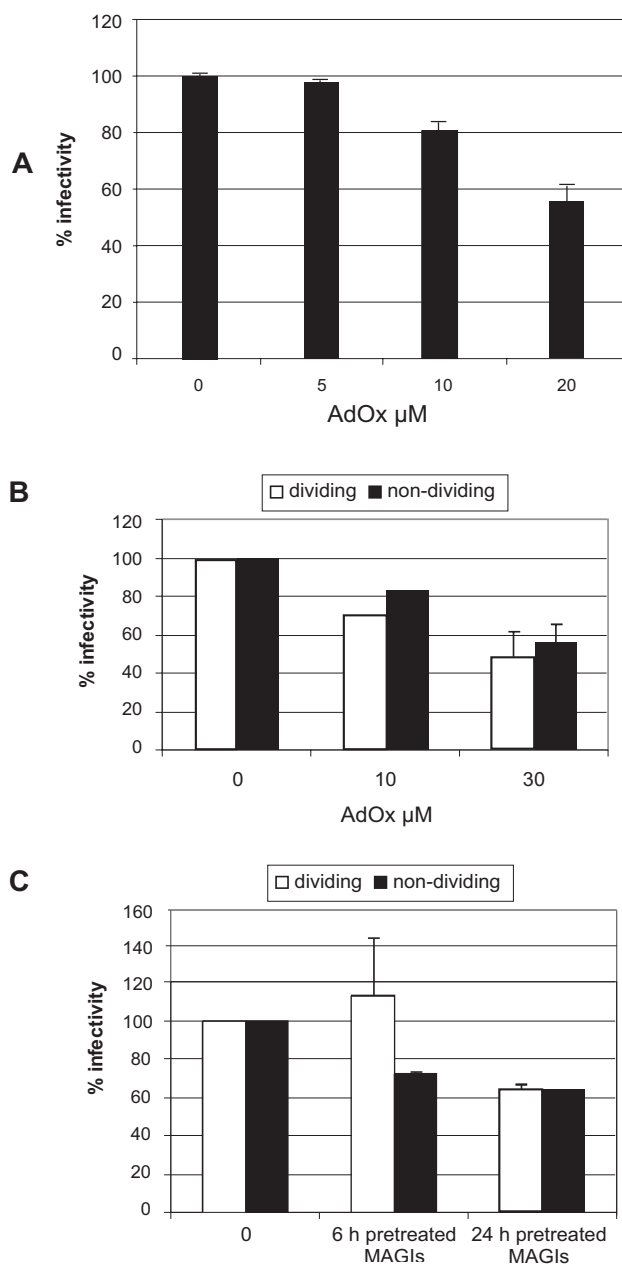 A
% infectivity
120
100
80
60
40
20
0
0 5 10 20
AdOx µM
B
dividing non-dividing
% infectivity
120
100
80
60
40
20
0
0 10 30
AdOx µM
C
dividing non-dividing
% infectivity
160
140
120
100
80
60
40
20
0
0 6 h pretreated 24 h pretreated
MAGIs MAGIs